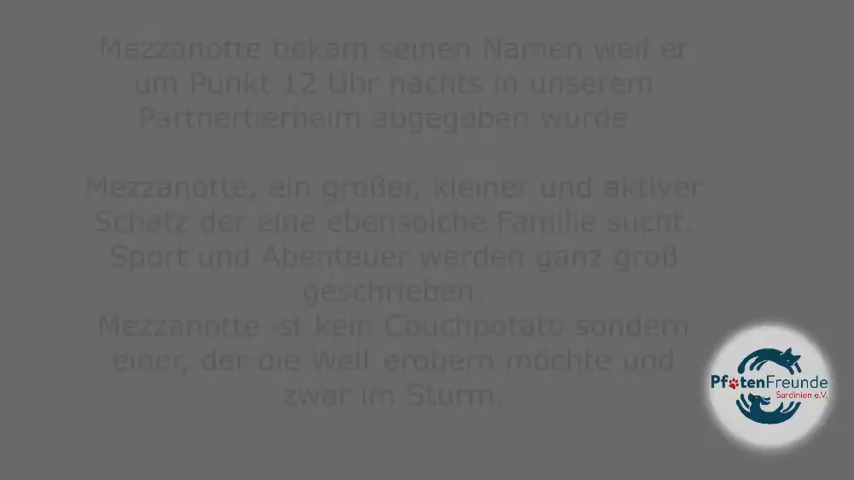 Mezzanotte bekam seinen Namen weil er
um Punkt 12 Uhr nachts in unserem
Partnertierheim abgegeben wurde
Mezzanotte, ein großer, kleiner und aktiver
Schatz der eine ebensolche Familie sucht.
Sport und Abenteuer werden ganz groß
geschrieben.
Mezzanotte ist kein Couchpotato sondern
einer, der die Well erobern möchte und
zwar im Sturm.
PfotenFreunde
Sardinien e.V.